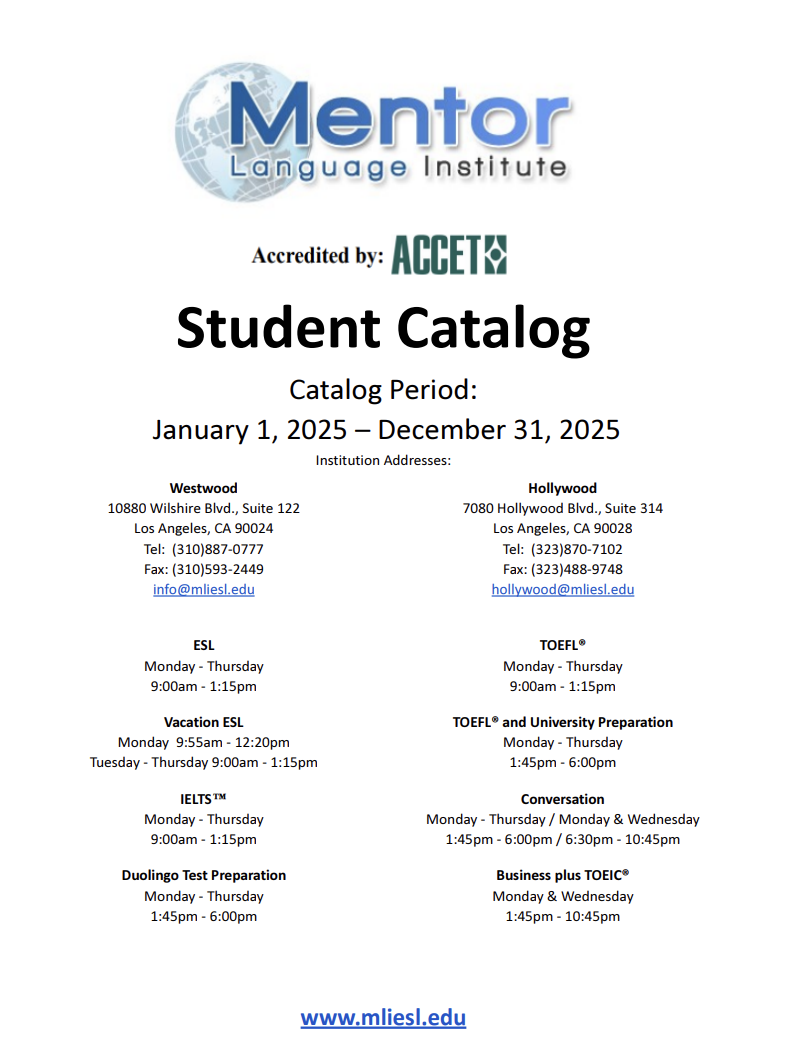 Mentor
Language Institute
Accredited by: ACCET
Student Catalog
Catalog Period:
January 1, 2025 – December 31, 2025
Institution Addresses:
Westwood
10880 Wilshire Blvd., Suite 122
Los Angeles, CA 90024
Tel:  (310)887-0777
Fax: (310)593-2449
info@mliesl.edu
Hollywood
7080 Hollywood Blvd., Suite 314
Los Angeles, CA 90028
Tel:  (323)870-7102
Fax: (323)488-9748
hollywood@mliesl.edu
ESL
Monday - Thursday
9:00am - 1:15pm
TOEFL®
Monday - Thursday
9:00am - 1:15pm
Vacation ESL
Monday  9:55am - 12:20pm
Tuesday - Thursday 9:00am - 1:15pm
TOEFL® and University Preparation
Monday - Thursday
1:45pm - 6:00pm
IELTS™
Monday - Thursday
9:00am - 1:15pm
Conversation
Monday - Thursday / Monday & Wednesday
1:45pm - 6:00pm / 6:30pm - 10:45pm
Duolingo Test Preparation
Monday - Thursday
1:45pm - 6:00pm
Business plus TOEIC®
Monday & Wednesday
1:45pm - 10:45pm
www.mliesl.edu